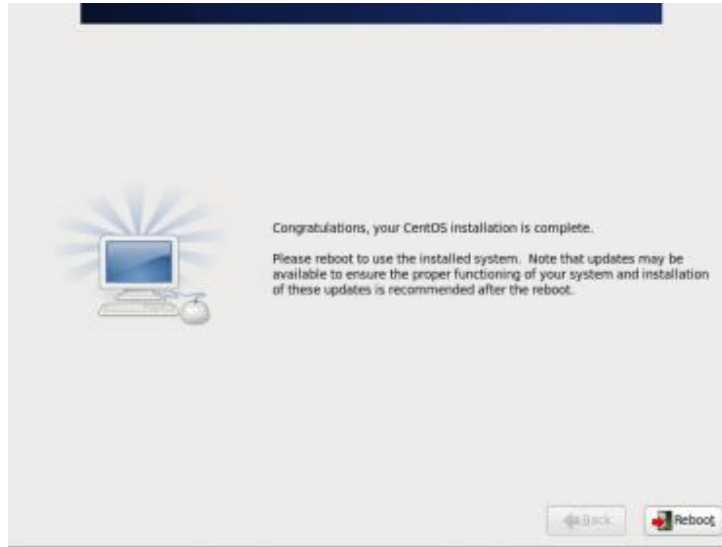 Congratulations, your CentOS installation is complete.
Please reboot to use the installed system.  Note that updates may be
available to ensure the proper functioning of your system and installation
of these updates is recommended after the reboot.
Back
Reboot